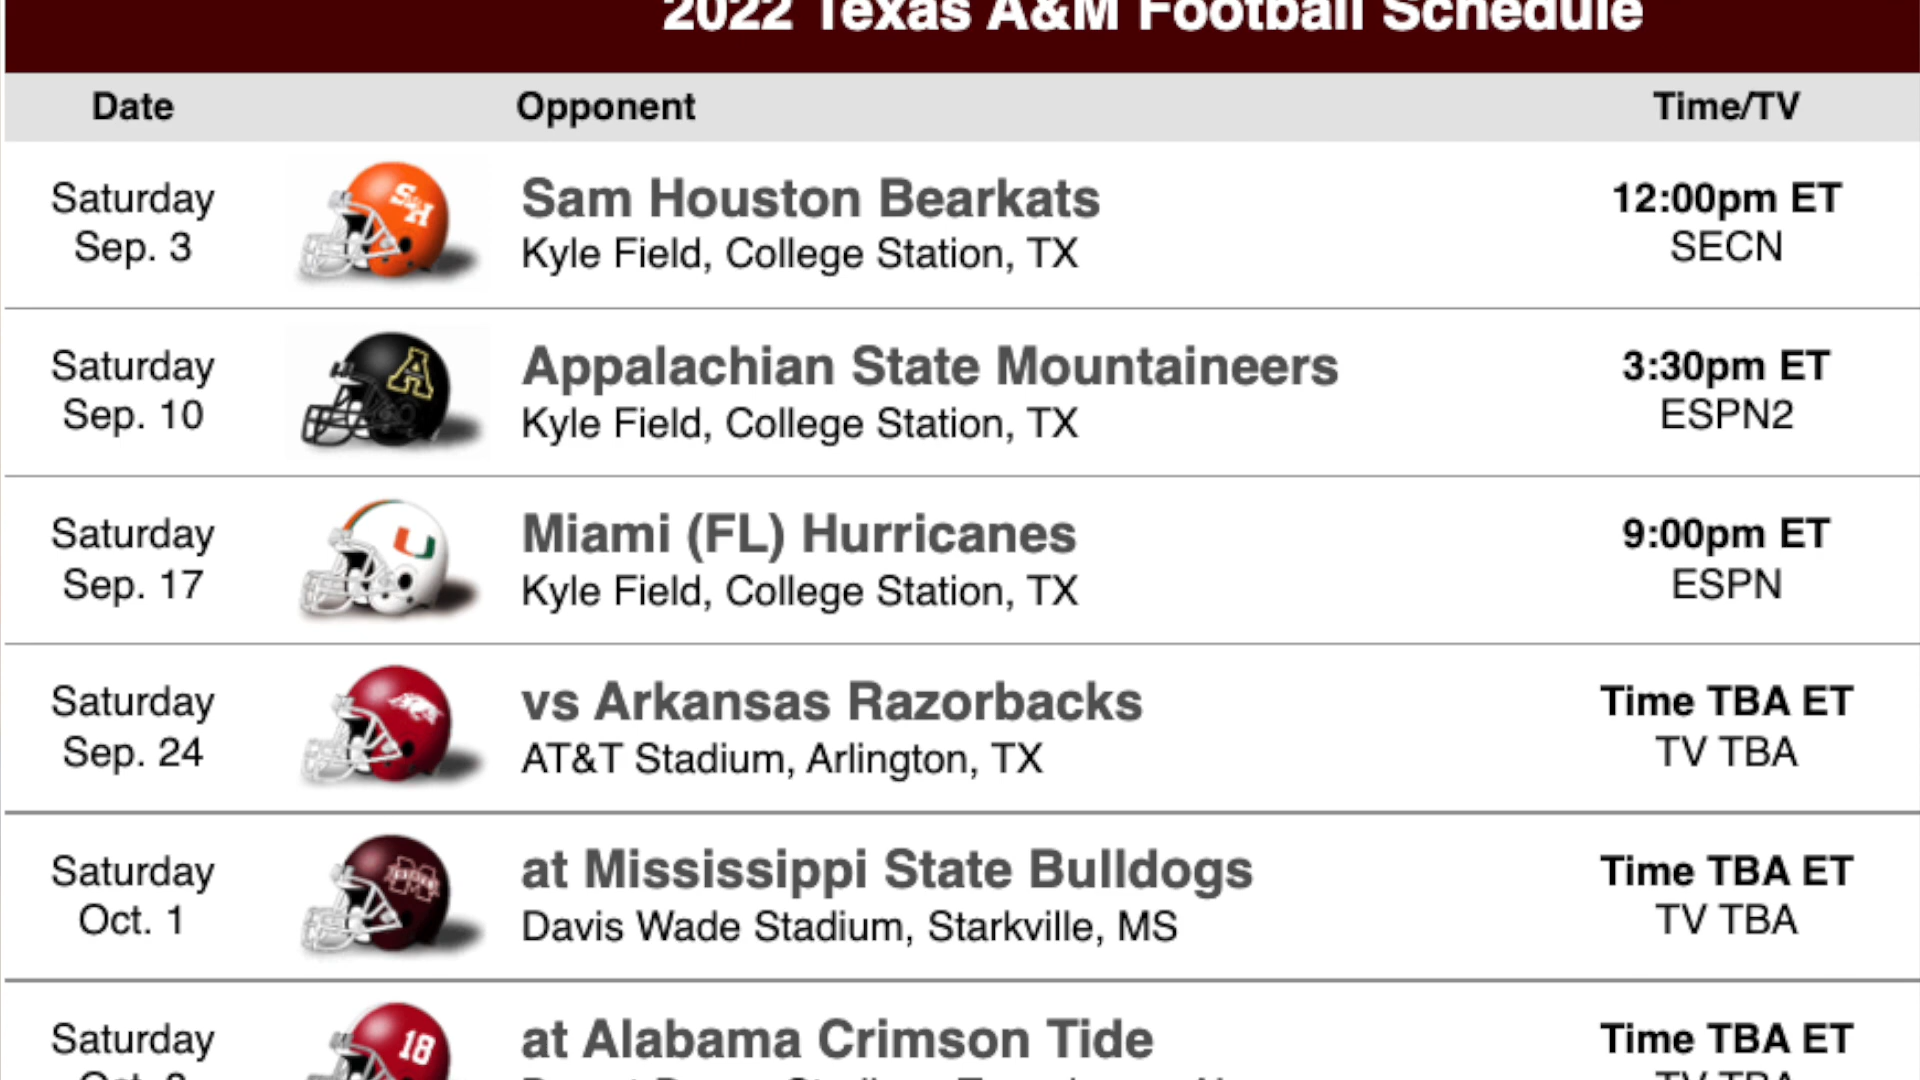 2022 Texas A&M Football Schedule
Date Opponent Time/TV
Saturday
Sep. 3
SH
Sam Houston Bearkats
Kyle Field, College Station, TX
12:00pm ET
SECN
Saturday
Sep. 10
A
Appalachian State Mountaineers
Kyle Field, College Station, TX
3:30pm ET
ESPN2
Saturday
Sep. 17
U
Miami (FL) Hurricanes
Kyle Field, College Station, TX
9:00pm ET
ESPN
Saturday
Sep. 24
vs Arkansas Razorbacks
AT&T Stadium, Arlington, TX
Time TBA ET
TV TBA
Saturday
Oct. 1
M
at Mississippi State Bulldogs
Davis Wade Stadium, Starkville, MS
Time TBA ET
TV TBA
Saturday
18
at Alabama Crimson Tide
Time TBA ET
TV TBA